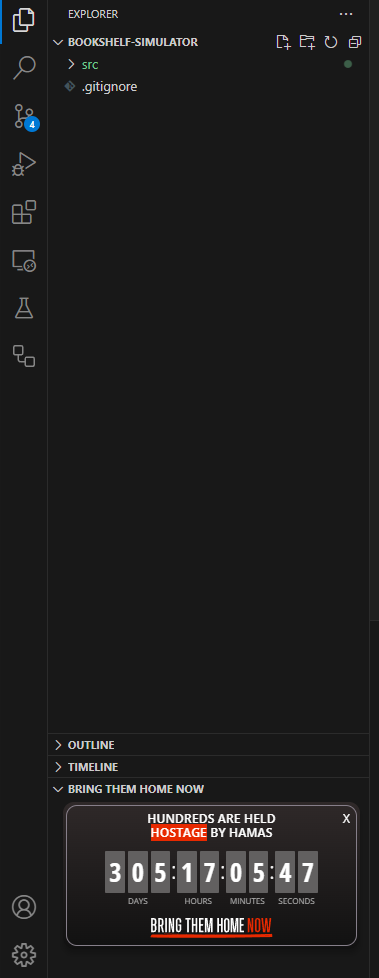 EXPLORER
BOOKSHELF-SIMULATOR
src
.gitignore
4
OUTLINE
TIMELINE
BRING THEM HOME NOW
HUNDREDS ARE HELD
HOSTAGE BY HAMAS
X
305:17:05:47
DAYS HOURS MINUTES SECONDS
BRING THEM HOME NOW